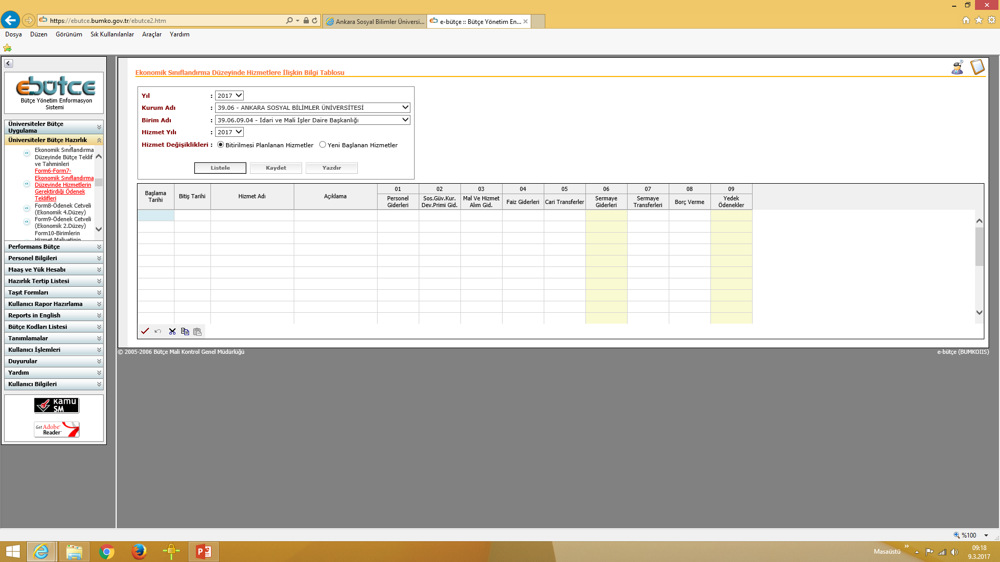 https://ebutce.bumko.gov.tr/ebutce2.htm
Ankara Sosyal Bilimler Üniversi...
e-bütçe :: Bütçe Yönetim En...
Dosya Düzen Görünüm Sık Kullanılanlar Araçlar Yardım
ebütçe
Bütçe Yönetim Enformasyon
Sistemi
Üniversiteler Bütçe
Uygulama
Üniversiteler Bütçe Hazırlık
Ekonomik Sınıflandırma
Düzeyinde Bütçe Teklif
ve Tahminleri
Form6-Form7-
Ekonomik Sınıflandırma
Düzeyinde Hizmetlerin
Gerektirdiği Ödenek
Teklifleri
Form8-Ödenek Cetveli
(Ekonomik 4.Düzey)
Form9-Ödenek Cetveli
(Ekonomik 2.Düzey)
Form10-Birimlerin
Hizmet Maliyetinin
Performans Bütçe
Personel Bilgileri
Maaş ve Yük Hesabı
Hazırlık Tertip Listesi
Taşıt Formları
Kullanıcı Rapor Hazırlama
Reports in English
Bütçe Kodları Listesi
Tanımlamalar
Kullanıcı İşlemleri
Duyurular
Yardım
Kullanıcı Bilgileri
kamu
SM
Get Adobe
Reader
Ekonomik Sınıflandırma Düzeyinde Hizmetlere İlişkin Bilgi Tablosu
Yıl : 2017
Kurum Adı : 39.06 - ANKARA SOSYAL BİLİMLER ÜNİVERSİTESİ
Birim Adı : 39.06.09.04 - İdari ve Mali İşler Daire Başkanlığı
Hizmet Yılı : 2017
Hizmet Değişiklikleri : Bitirilmesi Planlanan Hizmetler Yeni Başlanan Hizmetler
Listele Kaydet Yazdır
Başlama
Tarihi
Bitiş Tarihi
Hizmet Adı
Açıklama
01
Personel
Giderleri
02
Sos.Güv.Kur.
Dev.Primi Gid.
03
Mal Ve Hizmet
Alım Gid.
04
Faiz Giderleri
05
Cari Transferler
06
Sermaye
Giderleri
07
Sermaye
Transferleri
08
Borç Verme
09
Yedek
Ödenekler
© 2005-2006 Bütçe Mali Kontrol Genel Müdürlüğü
e-bütçe (BUMKOIIS)
%100
Masaüstü
09:18
9.3.2017